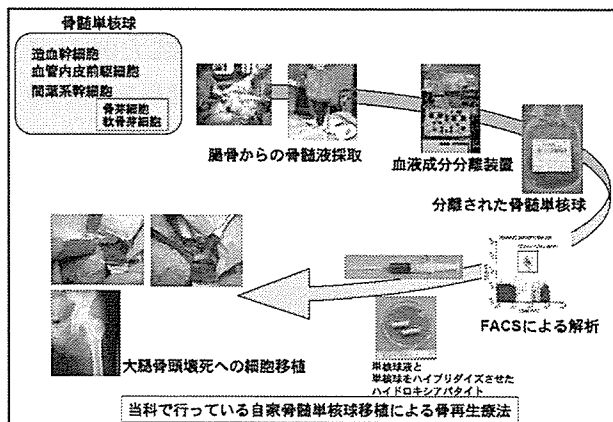 骨髄単核球
造血幹細胞
血管内皮前駆細胞
間葉系幹細胞
骨芽細胞
軟骨芽細胞
腸骨からの骨髄液採取
血液成分分離装置
分離された骨髄単核球
FACSによる解析
大腿骨頭壊死への細胞移植
単核球液と
単核球をハイブリダイズさせた
ハイドロキシアパタイト
当科で行っている自家骨髄単核球移植による骨再生療法